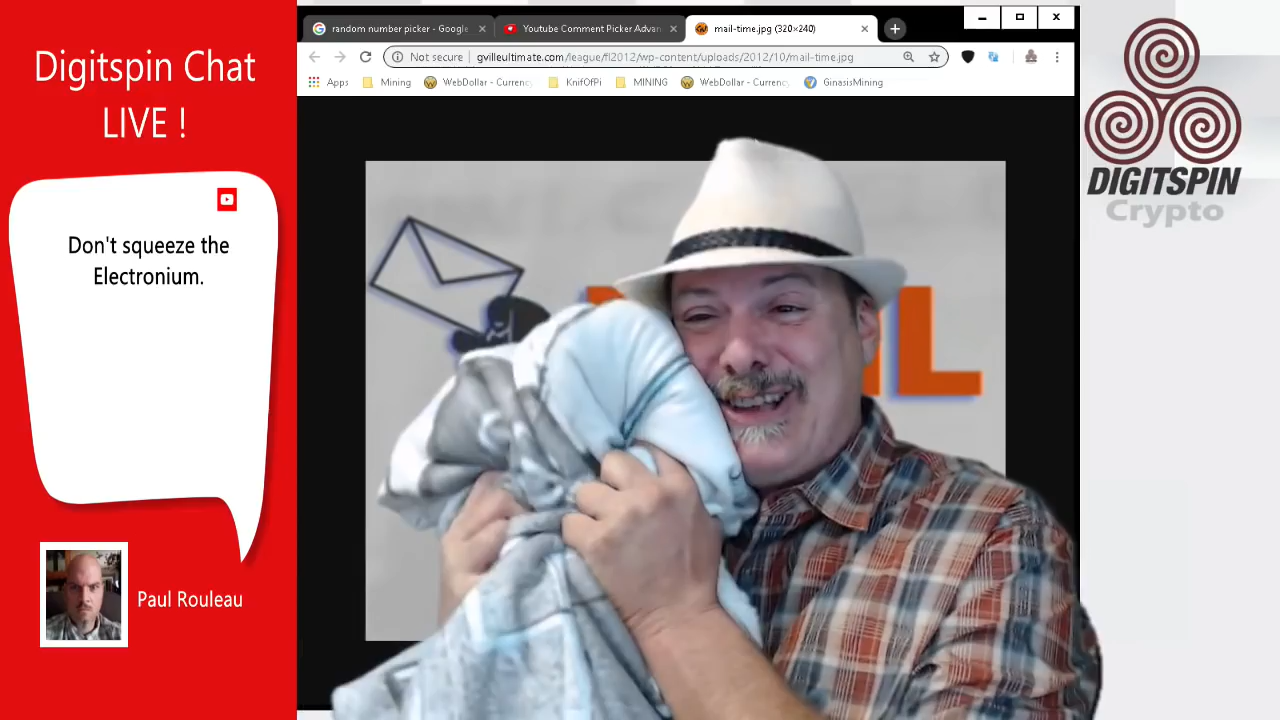 Digitspin Chat
LIVE !
Don't squeeze the
Electronium.
Paul Rouleau
random number picker - Google
Youtube Comment Picker Advan
mail-time.jpg (320×240)
Not secure | gvilleultimate.com/league/fl2012/wp-content/uploads/2012/10/mail-time.jpg
Apps Mining WebDollar - Currenc KnifOfPi MINING WebDollar - Currenc GinasisMining
DIGITSPIN
Crypto